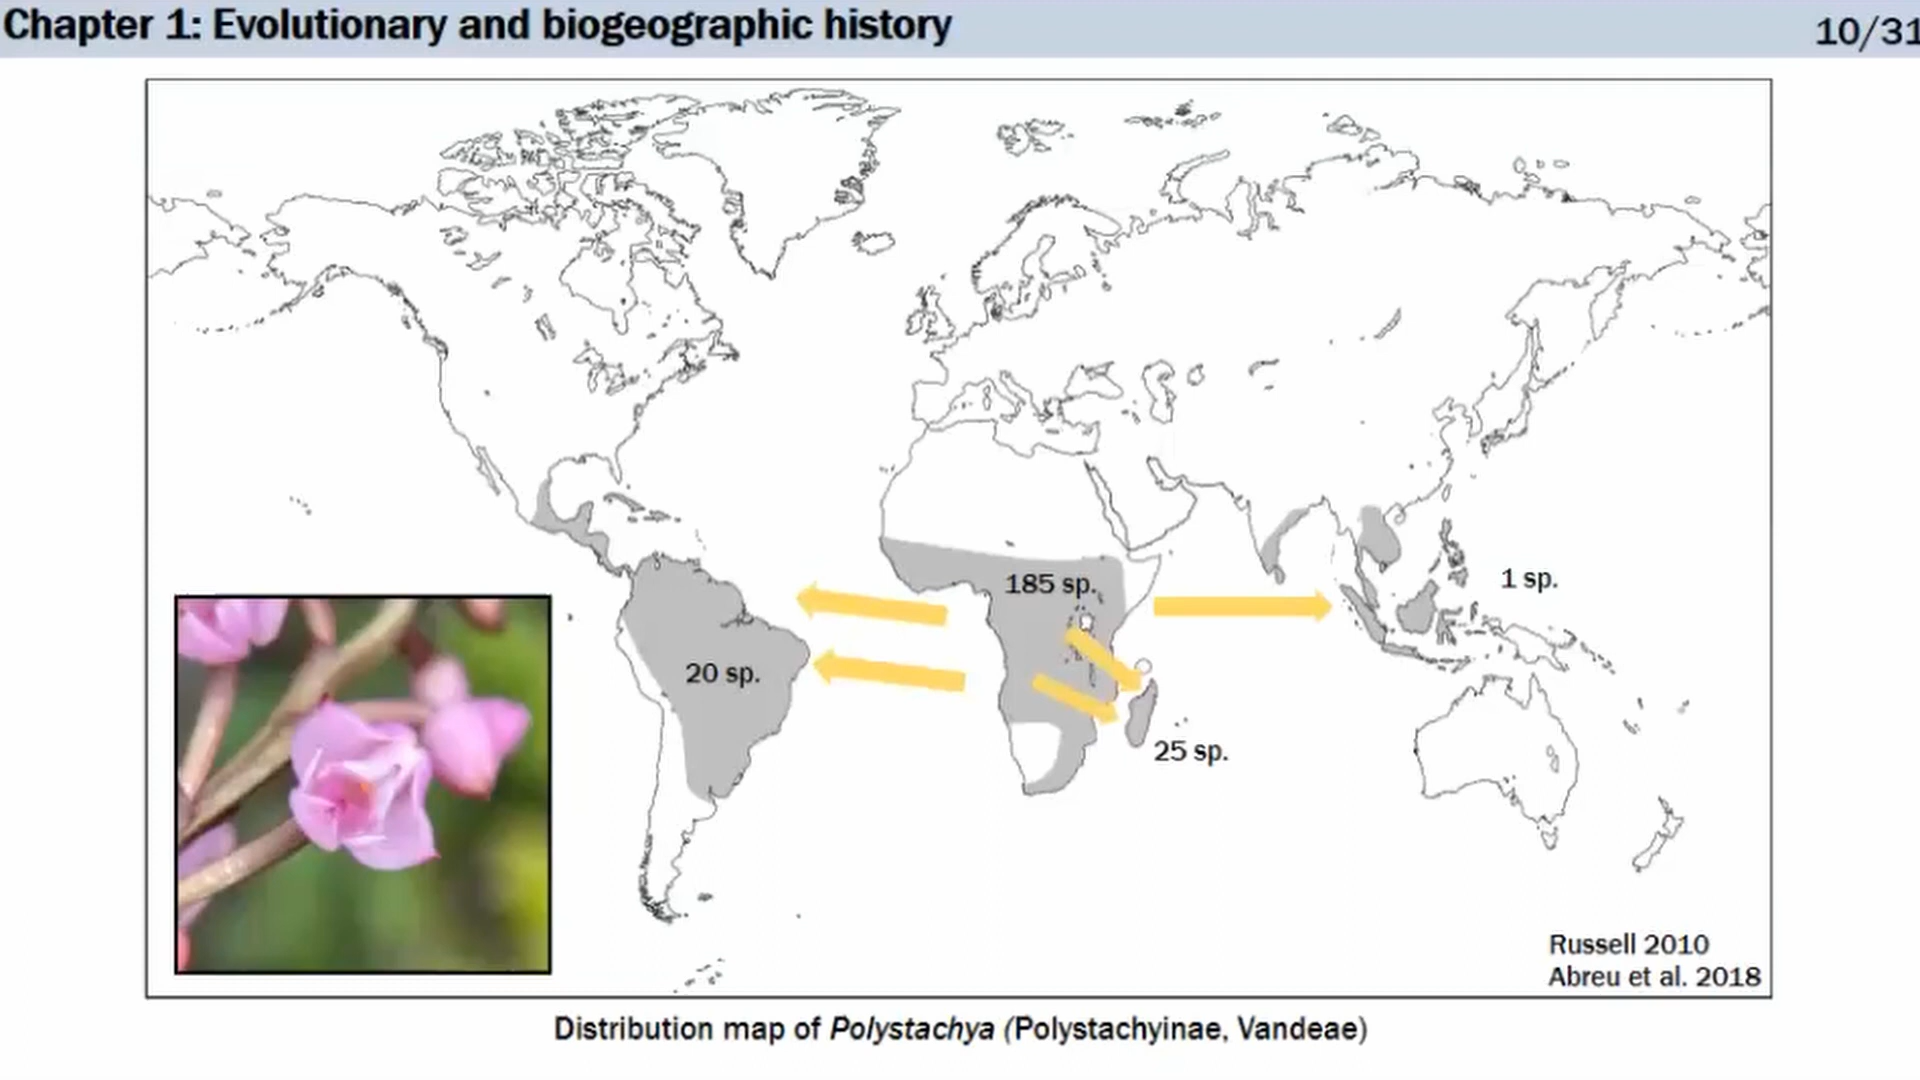 Chapter 1: Evolutionary and biogeographic history
10/31
185 sp.
1 sp.
20 sp.
25 sp.
Russell 2010
Abreu et al. 2018
Distribution map of Polystachya (Polystachyinae, Vandeae)